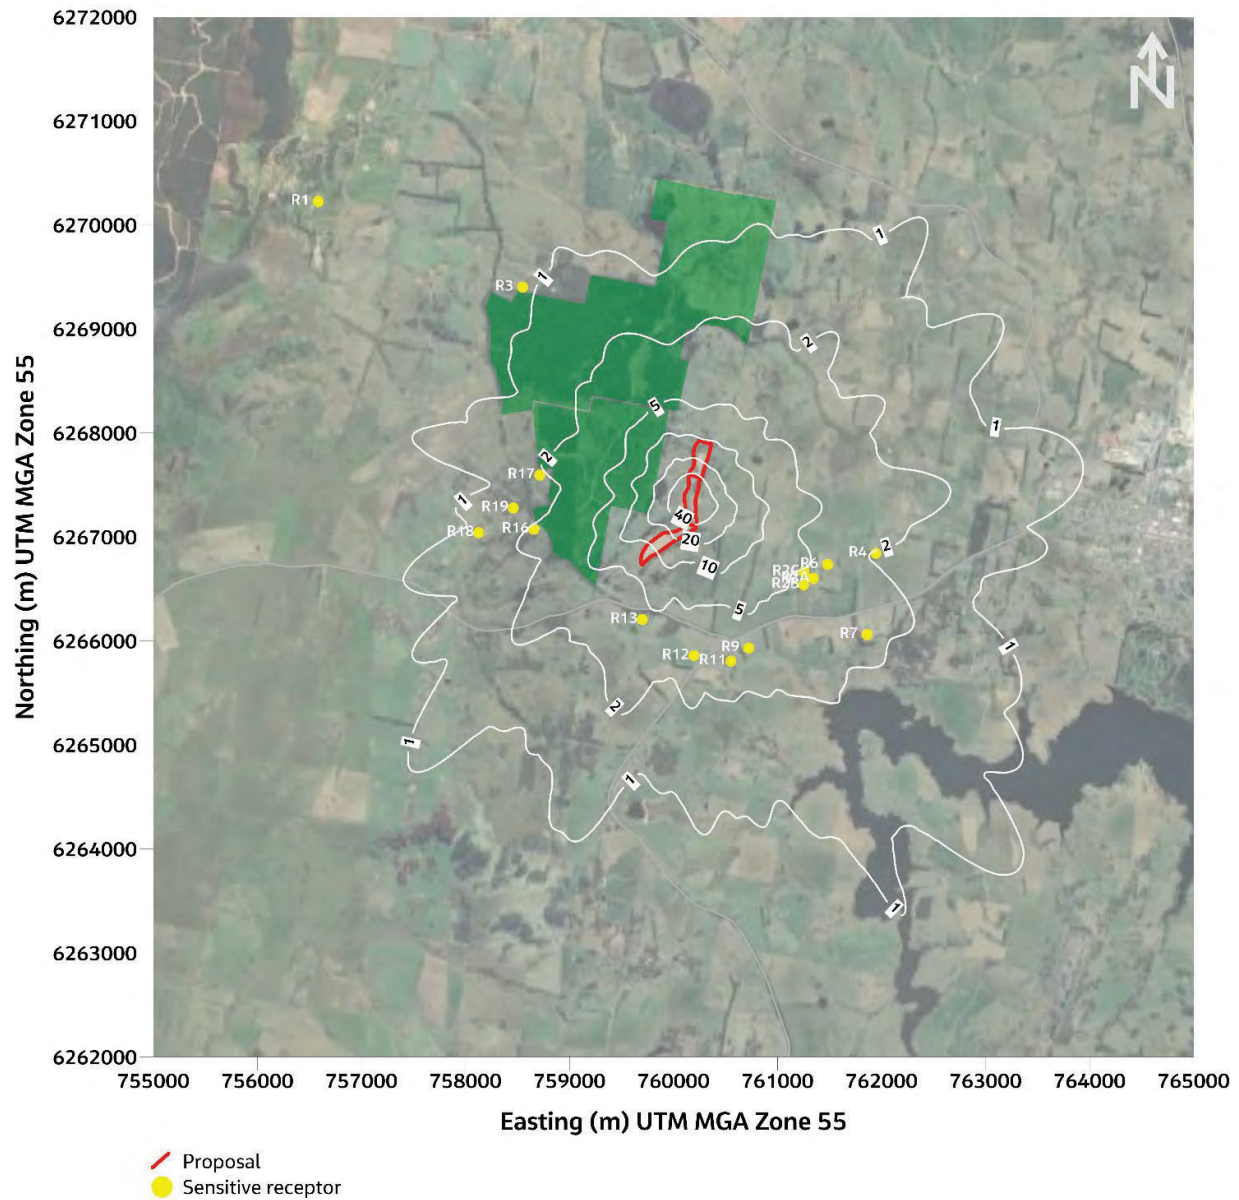 6272000
N
6271000
R1
6270000
1
1
R3
6269000
2
5
6268000
1
2
R17
1
R19
40
R18
R16
6267000
20
2
R4
10
R6
R2C
R2B
5
R13
R7
6266000
R9
1
R12
R11
2
6265000
1
1
6264000
1
6263000
6262000
755000 756000 757000 758000 759000 760000 761000 762000 763000 764000 765000
Northing (m) UTM MGA Zone 55
Easting (m) UTM MGA Zone 55
Proposal
Sensitive receptor